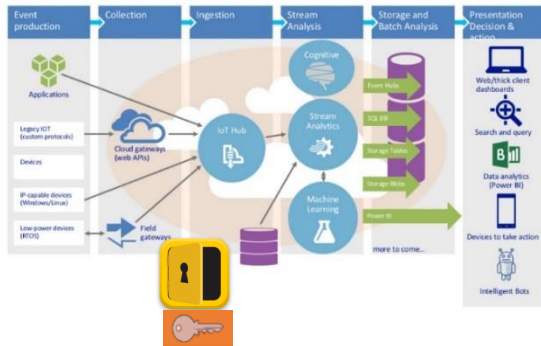 Event
production
Collection
Ingestion
Stream
Analysis
Storage and
Batch Analysis
Presentation
Decision &
action
Applications
Legacy IOT
(custom protocols)
Devices
IP-capable devices
(Windows/Linux)
Low-power devices
(RTOS)
Cloud gateways
(web APIs)
Field
gateways
IoT Hub
Cognitive
Stream
Analytics
Machine
Learning
Event Hubs
SQL DB
Storage Tables
Storage Blobs
Power BI
more to come...
Web/thick client
dashboards
Search and query
Data analytics
(Power BI)
Devices to take action
Intelligent Bots